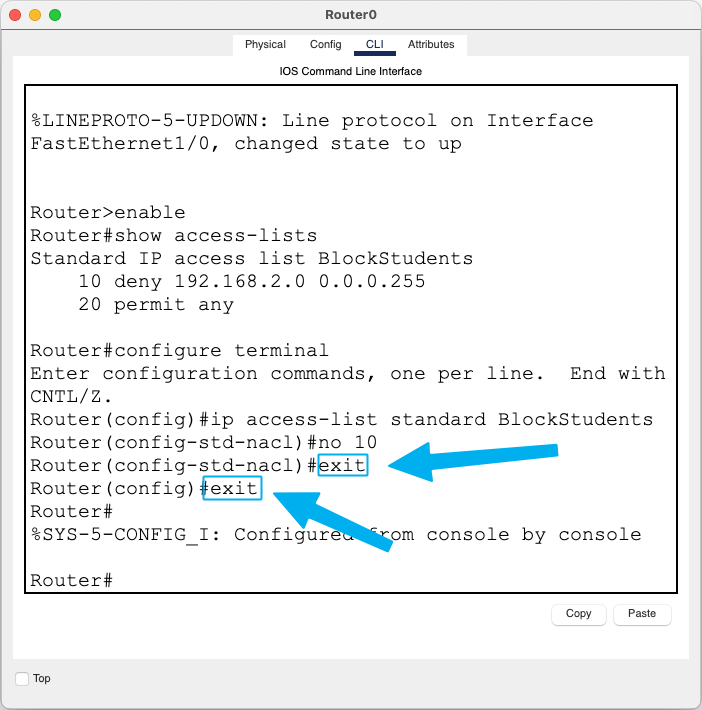 Router0
Physical Config CLI Attributes
IOS Command Line Interface
%LINEPROTO-5-UPDOWN: Line protocol on Interface
FastEthernet1/0, changed state to up
Router>enable
Router#show access-lists
Standard IP access list BlockStudents
10 deny 192.168.2.0 0.0.0.255
20 permit any
Router#configure terminal
Enter configuration commands, one per line.  End with
CNTL/Z.
Router(config)#ip access-list standard BlockStudents
Router(config-std-nacl)#no 10
Router(config-std-nacl)#exit
Router(config)#exit
Router#
%SYS-5-CONFIG_I: Configured from console by console
Router#
Copy Paste
Top